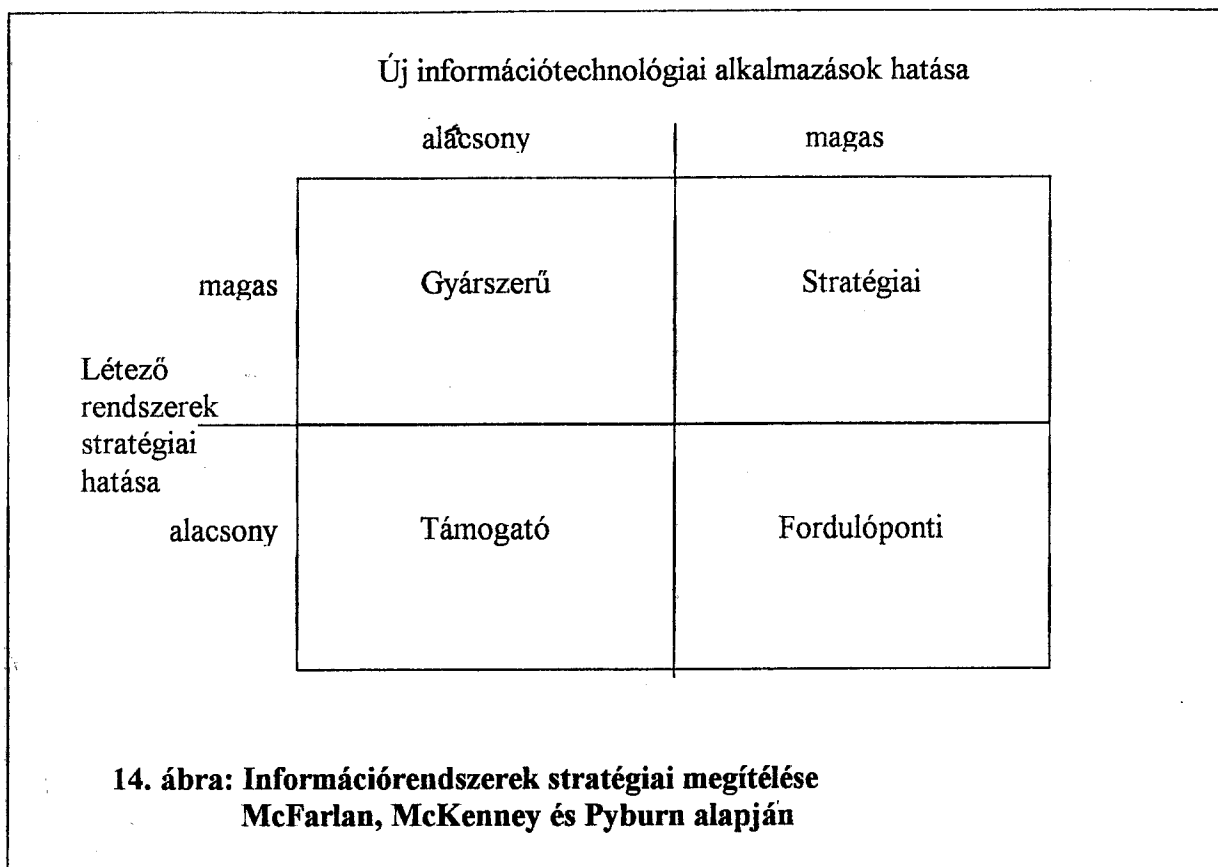 Új információtechnológiai alkalmazások hatása
alacsony magas
magas Gyárszerű Stratégiai
Létező
rendszerek
stratégiai
hatása
alacsony Támogató Fordulóponti
14. ábra: Információrendszerek stratégiai megítélése
McFarlan, McKenney és Pyburn alapján